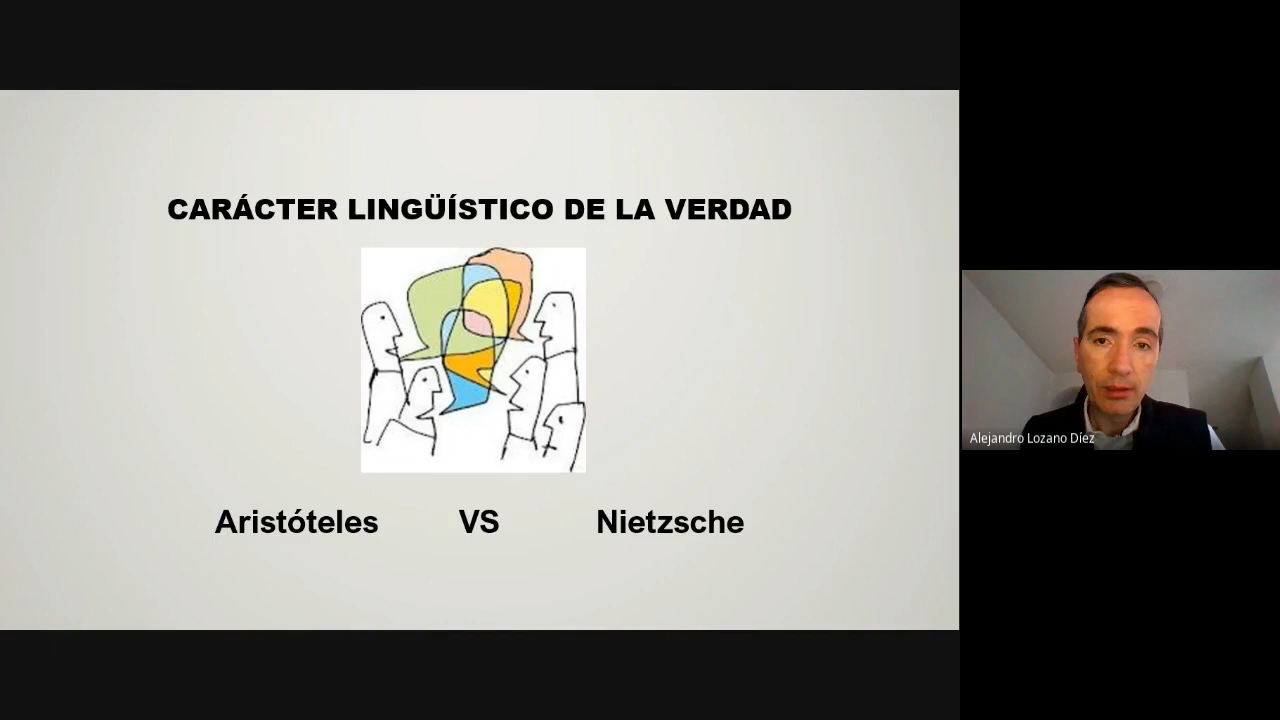 CARÁCTER LINGÜÍSTICO DE LA VERDAD
Aristóteles VS Nietzsche
Alejandro Lozano Díez